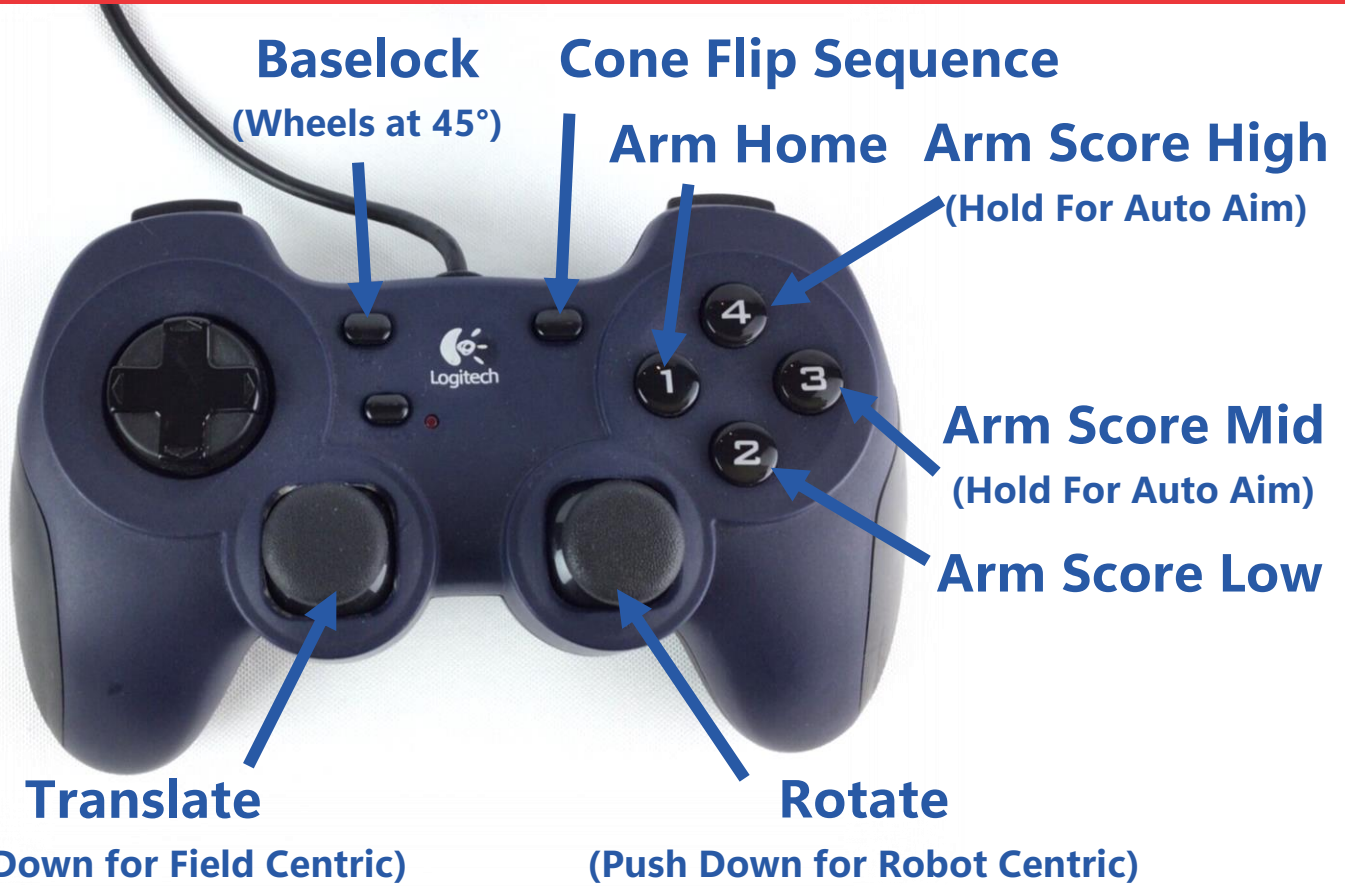 Baselock
(Wheels at 45°)
Cone Flip Sequence
Arm Home
Arm Score High
(Hold For Auto Aim)
4
1
3
2
Logitech
Arm Score Mid
(Hold For Auto Aim)
Arm Score Low
Translate
Down for Field Centric)
Rotate
(Push Down for Robot Centric)